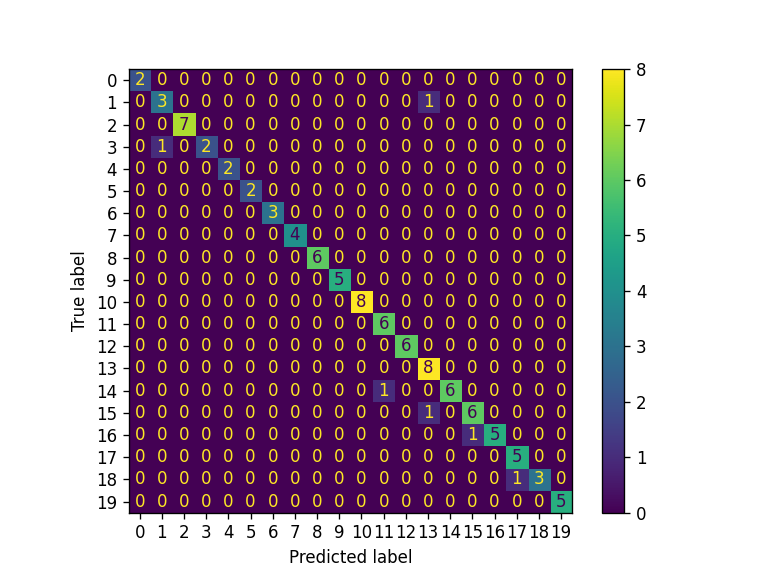 0 2 0 0 0 0 0 0 0 0 0 0 0 0 0 0 0 0 0 0 0
1 0 3 0 0 0 0 0 0 0 0 0 0 0 1 0 0 0 0 0 0
2 0 0 7 0 0 0 0 0 0 0 0 0 0 0 0 0 0 0 0 0
3 0 1 0 2 0 0 0 0 0 0 0 0 0 0 0 0 0 0 0 0
4 0 0 0 0 2 0 0 0 0 0 0 0 0 0 0 0 0 0 0 0
5 0 0 0 0 0 2 0 0 0 0 0 0 0 0 0 0 0 0 0 0
6 0 0 0 0 0 0 3 0 0 0 0 0 0 0 0 0 0 0 0 0
7 0 0 0 0 0 0 0 4 0 0 0 0 0 0 0 0 0 0 0 0
8 0 0 0 0 0 0 0 0 6 0 0 0 0 0 0 0 0 0 0 0
9 0 0 0 0 0 0 0 0 0 5 0 0 0 0 0 0 0 0 0 0
10 0 0 0 0 0 0 0 0 0 0 8 0 0 0 0 0 0 0 0 0
11 0 0 0 0 0 0 0 0 0 0 0 6 0 0 0 0 0 0 0 0
12 0 0 0 0 0 0 0 0 0 0 0 0 6 0 0 0 0 0 0 0
13 0 0 0 0 0 0 0 0 0 0 0 0 0 8 0 0 0 0 0 0
14 0 0 0 0 0 0 0 0 0 0 0 1 0 0 6 0 0 0 0 0
15 0 0 0 0 0 0 0 0 0 0 0 0 0 1 0 6 0 0 0 0
16 0 0 0 0 0 0 0 0 0 0 0 0 0 0 0 1 5 0 0 0
17 0 0 0 0 0 0 0 0 0 0 0 0 0 0 0 0 0 5 0 0
18 0 0 0 0 0 0 0 0 0 0 0 0 0 0 0 0 0 1 3 0
19 0 0 0 0 0 0 0 0 0 0 0 0 0 0 0 0 0 0 0 5
0 1 2 3 4 5 6 7 8 9 10 11 12 13 14 15 16 17 18 19
Predicted label
True label
8
7
6
5
4
3
2
1
0